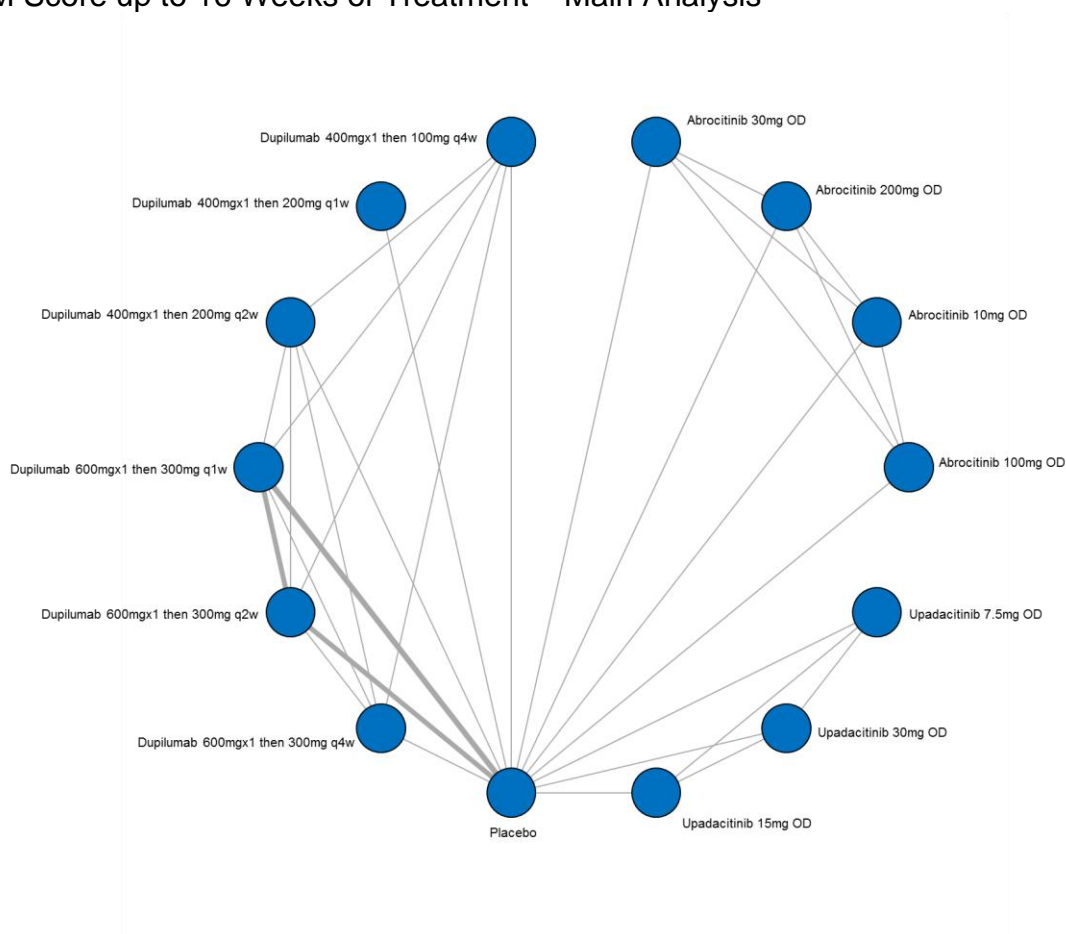 Score up to 16 Weeks of Treatment – Main Analysis
Dupilumab 400mgx1 then 100mg q4w
Abrocitinib 30mg OD
Dupilumab 400mgx1 then 200mg q1w
Abrocitinib 200mg OD
Dupilumab 400mgx1 then 200mg q2w
Abrocitinib 10mg OD
Dupilumab 600mgx1 then 300mg q1w
Abrocitinib 100mg OD
Dupilumab 600mgx1 then 300mg q2w
Upadacitinib 7.5mg OD
Dupilumab 600mgx1 then 300mg q4w
Upadacitinib 30mg OD
Placebo
Upadacitinib 15mg OD